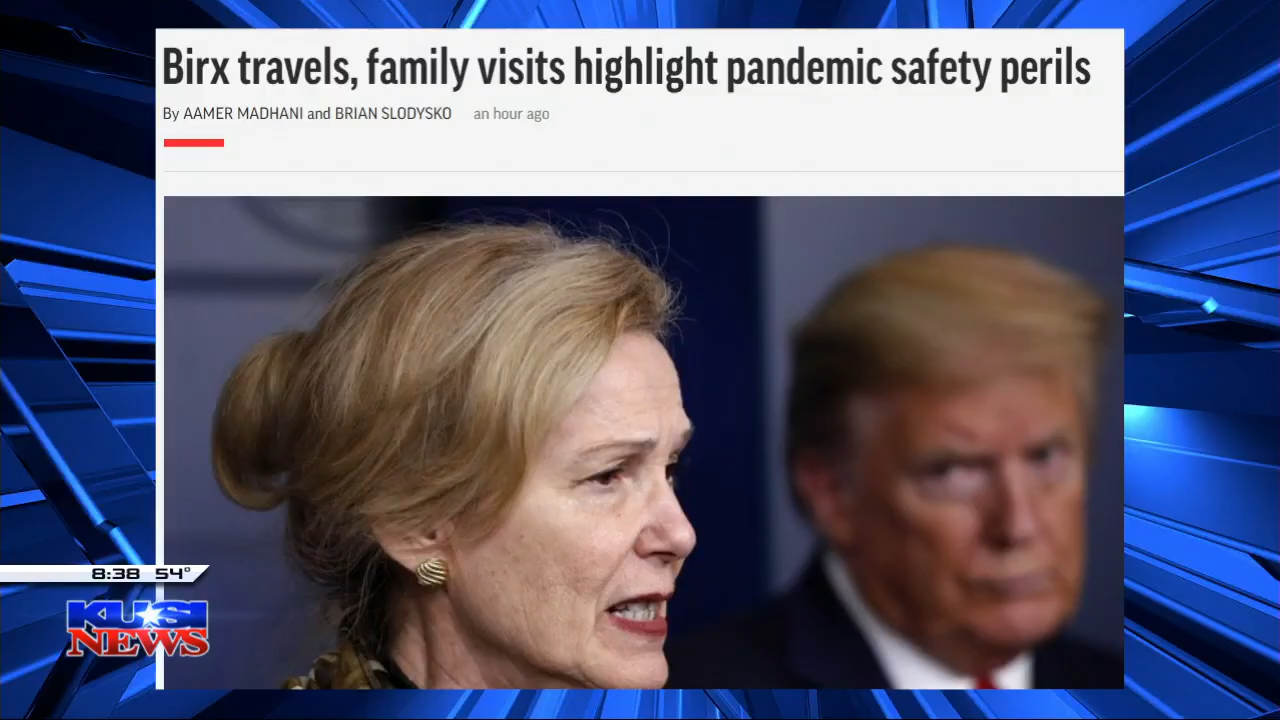 Birx travels, family visits highlight pandemic safety perils
By AAMER MADHANI and BRIAN SLODYSKO an hour ago
8:38 54°
KUSI
NEWS